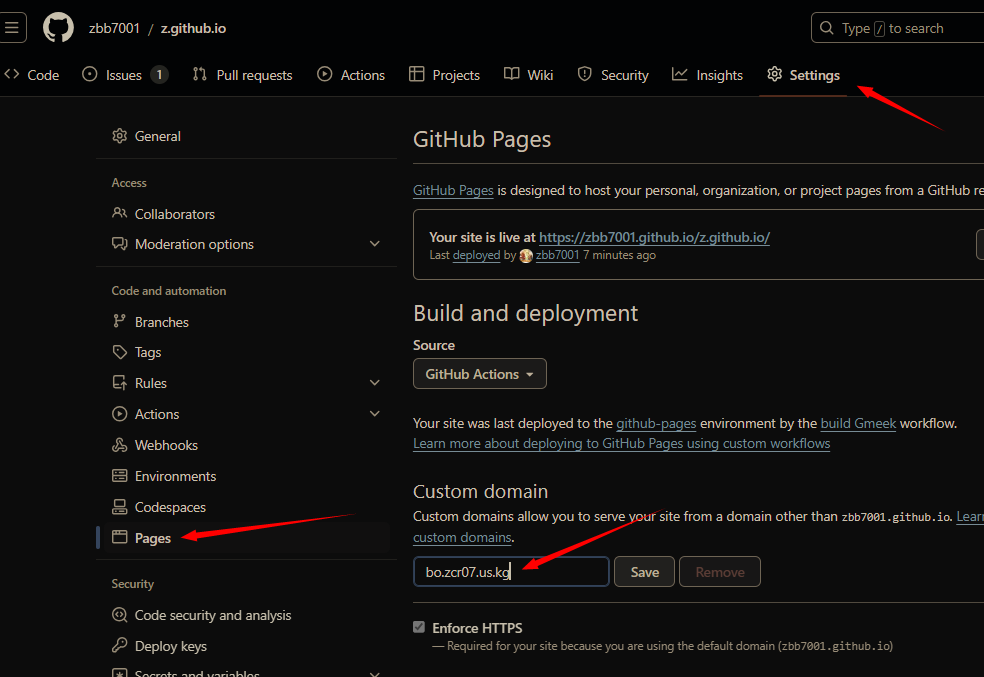 zbb7001 / z.github.io
Type / to search
Code
Issues 1
Pull requests
Actions
Projects
Wiki
Security
Insights
Settings
General
Access
Collaborators
Moderation options
Code and automation
Branches
Tags
Rules
Actions
Webhooks
Environments
Codespaces
Pages
Security
Code security and analysis
Deploy keys
Secrets and variables
GitHub Pages
GitHub Pages is designed to host your personal, organization, or project pages from a GitHub re
Your site is live at https://zbb7001.github.io/z.github.io/
Last deployed by zbb7001 7 minutes ago
Build and deployment
Source
GitHub Actions
Your site was last deployed to the github-pages environment by the build Gmeek workflow.
Learn more about deploying to GitHub Pages using custom workflows
Custom domain
Custom domains allow you to serve your site from a domain other than zbb7001.github.io. Learn
custom domains.
bo.zcr07.us.kg
Save
Remove
Enforce HTTPS
— Required for your site because you are using the default domain (zbb7001.github.io)